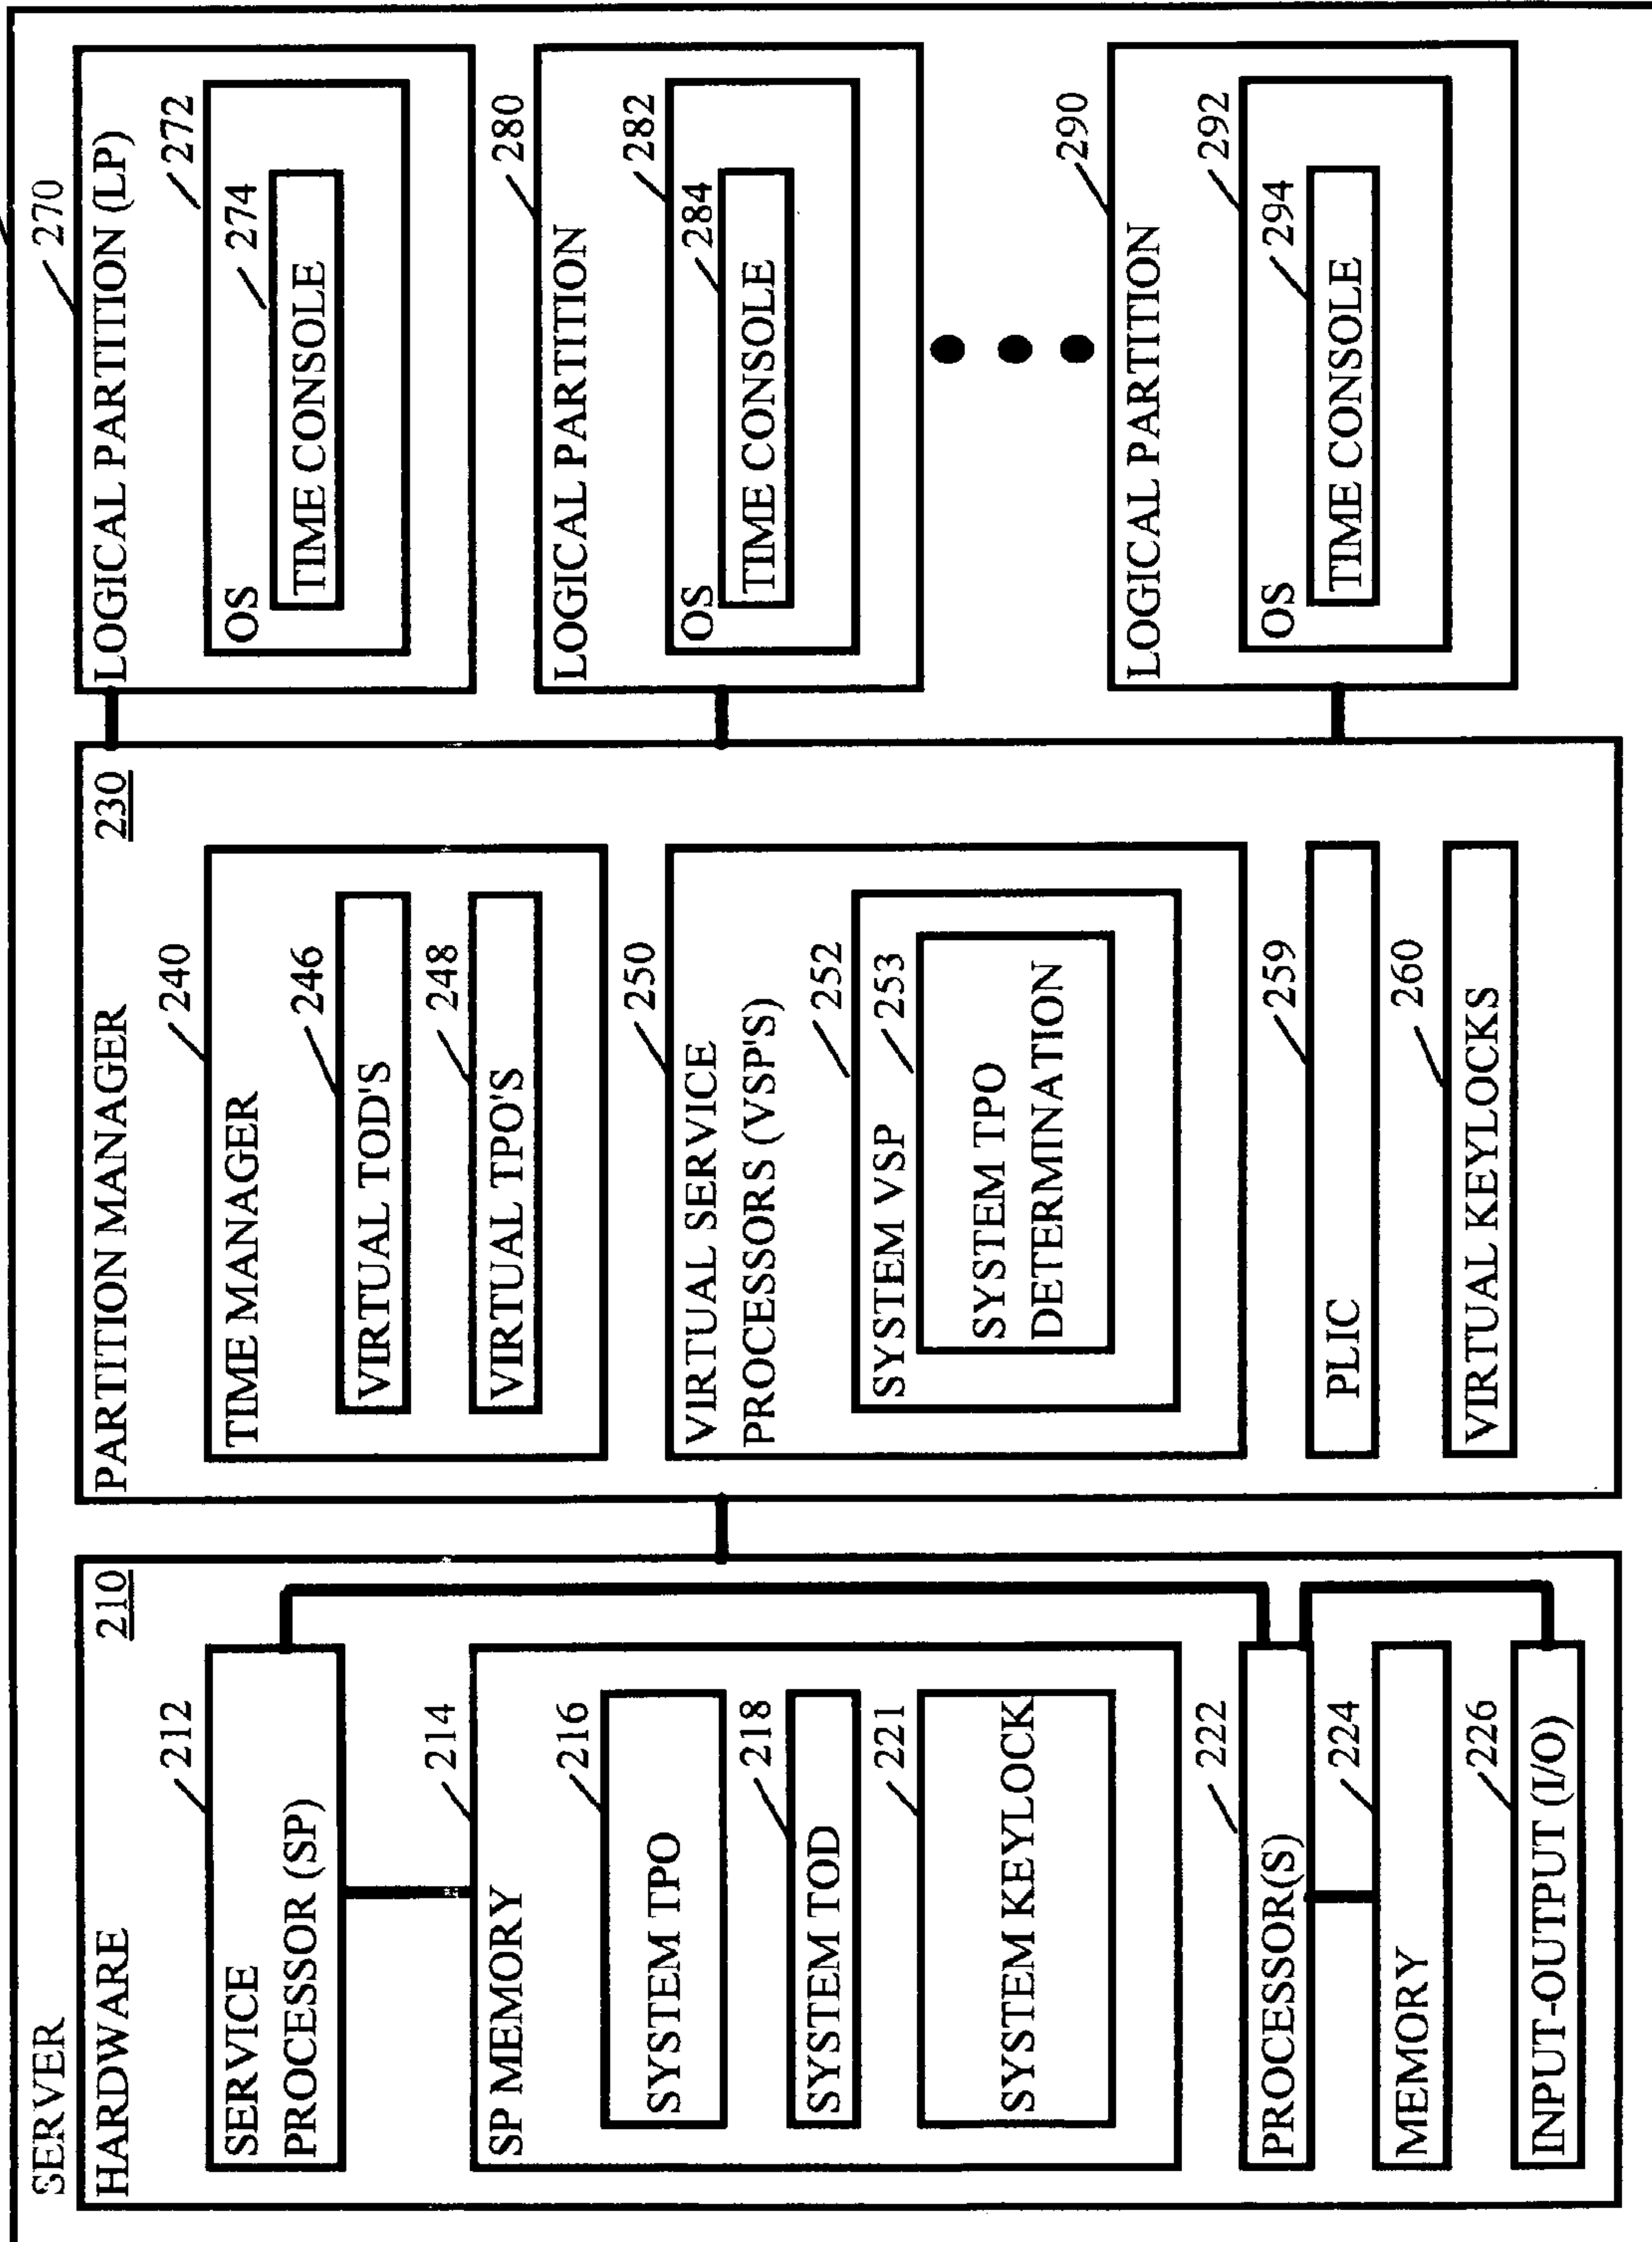 SERVER
HARDWARE
210
SERVICE
PROCESSOR (SP)
212
SP MEMORY
214
SYSTEM TPO
216
SYSTEM TOD
218
SYSTEM KEYLOCK
221
PROCESSOR(S)
222
MEMORY
224
INPUT-OUTPUT (I/O)
226
PARTITION MANAGER
230
TIME MANAGER
240
VIRTUAL TOD'S
246
VIRTUAL TPO'S
248
VIRTUAL SERVICE
PROCESSORS (VSP'S)
250
SYSTEM VSP
252
253
SYSTEM TPO
DETERMINATION
PLIC
259
VIRTUAL KEYLOCKS
260
LOGICAL PARTITION (LP)
270
OS
272
TIME CONSOLE
274
LOGICAL PARTITION
280
OS
282
TIME CONSOLE
284
LOGICAL PARTITION
290
OS
292
TIME CONSOLE
294